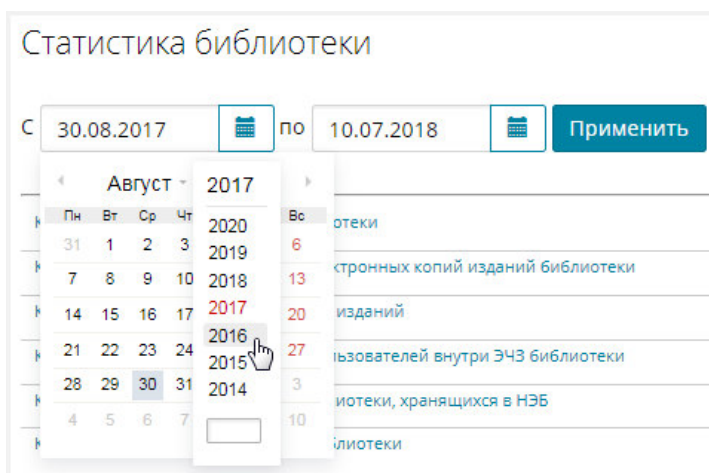 Статистика библиотеки
С 30.08.2017 по 10.07.2018 Применить
Август 2017
Пн Вт Ср Чт Вс
31 1 2 3 6
7 8 9 10 13
14 15 16 17 20
21 22 23 24 27
28 29 30 31 3
4 5 6 7 10
2020
2019
2018
2017
2016
2015
2014
отеки
ктронных копий изданий библиотеки
изданий
льзователей внутри ЭЧЗ библиотеки
лиотеки, хранящихся в НЭБ
блиотеки